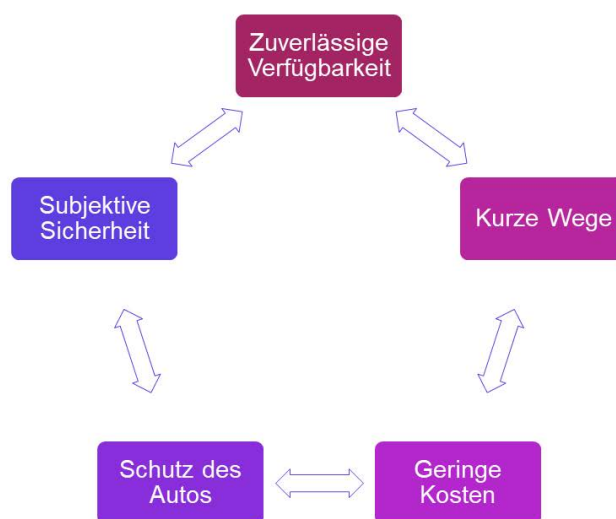 Zuverlässige
Verfügbarkeit
Subjektive
Sicherheit
Kurze Wege
Schutz des
Autos
Geringe
Kosten